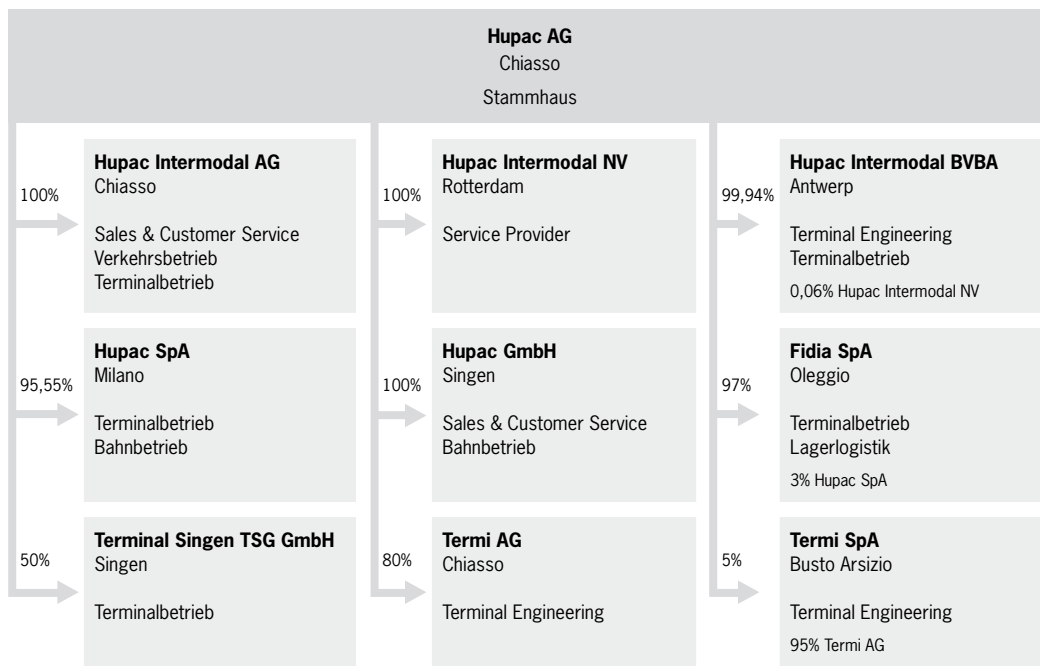 Hupac AG
Chiasso
Stammhaus
100%
Hupac Intermodal AG
Chiasso
Sales & Customer Service
Verkehrsbetrieb
Terminalbetrieb
100%
Hupac Intermodal NV
Rotterdam
Service Provider
99,94%
Hupac Intermodal BVBA
Antwerp
Terminal Engineering
Terminalbetrieb
0,06% Hupac Intermodal NV
95,55%
Hupac SpA
Milano
Terminalbetrieb
Bahnbetrieb
100%
Hupac GmbH
Singen
Sales & Customer Service
Bahnbetrieb
97%
Fidia SpA
Oleggio
Terminalbetrieb
Lagerlogistik
3% Hupac SpA
50%
Terminal Singen TSG GmbH
Singen
Terminalbetrieb
80%
Termi AG
Chiasso
Terminal Engineering
5%
Termi SpA
Busto Arsizio
Terminal Engineering
95% Termi AG